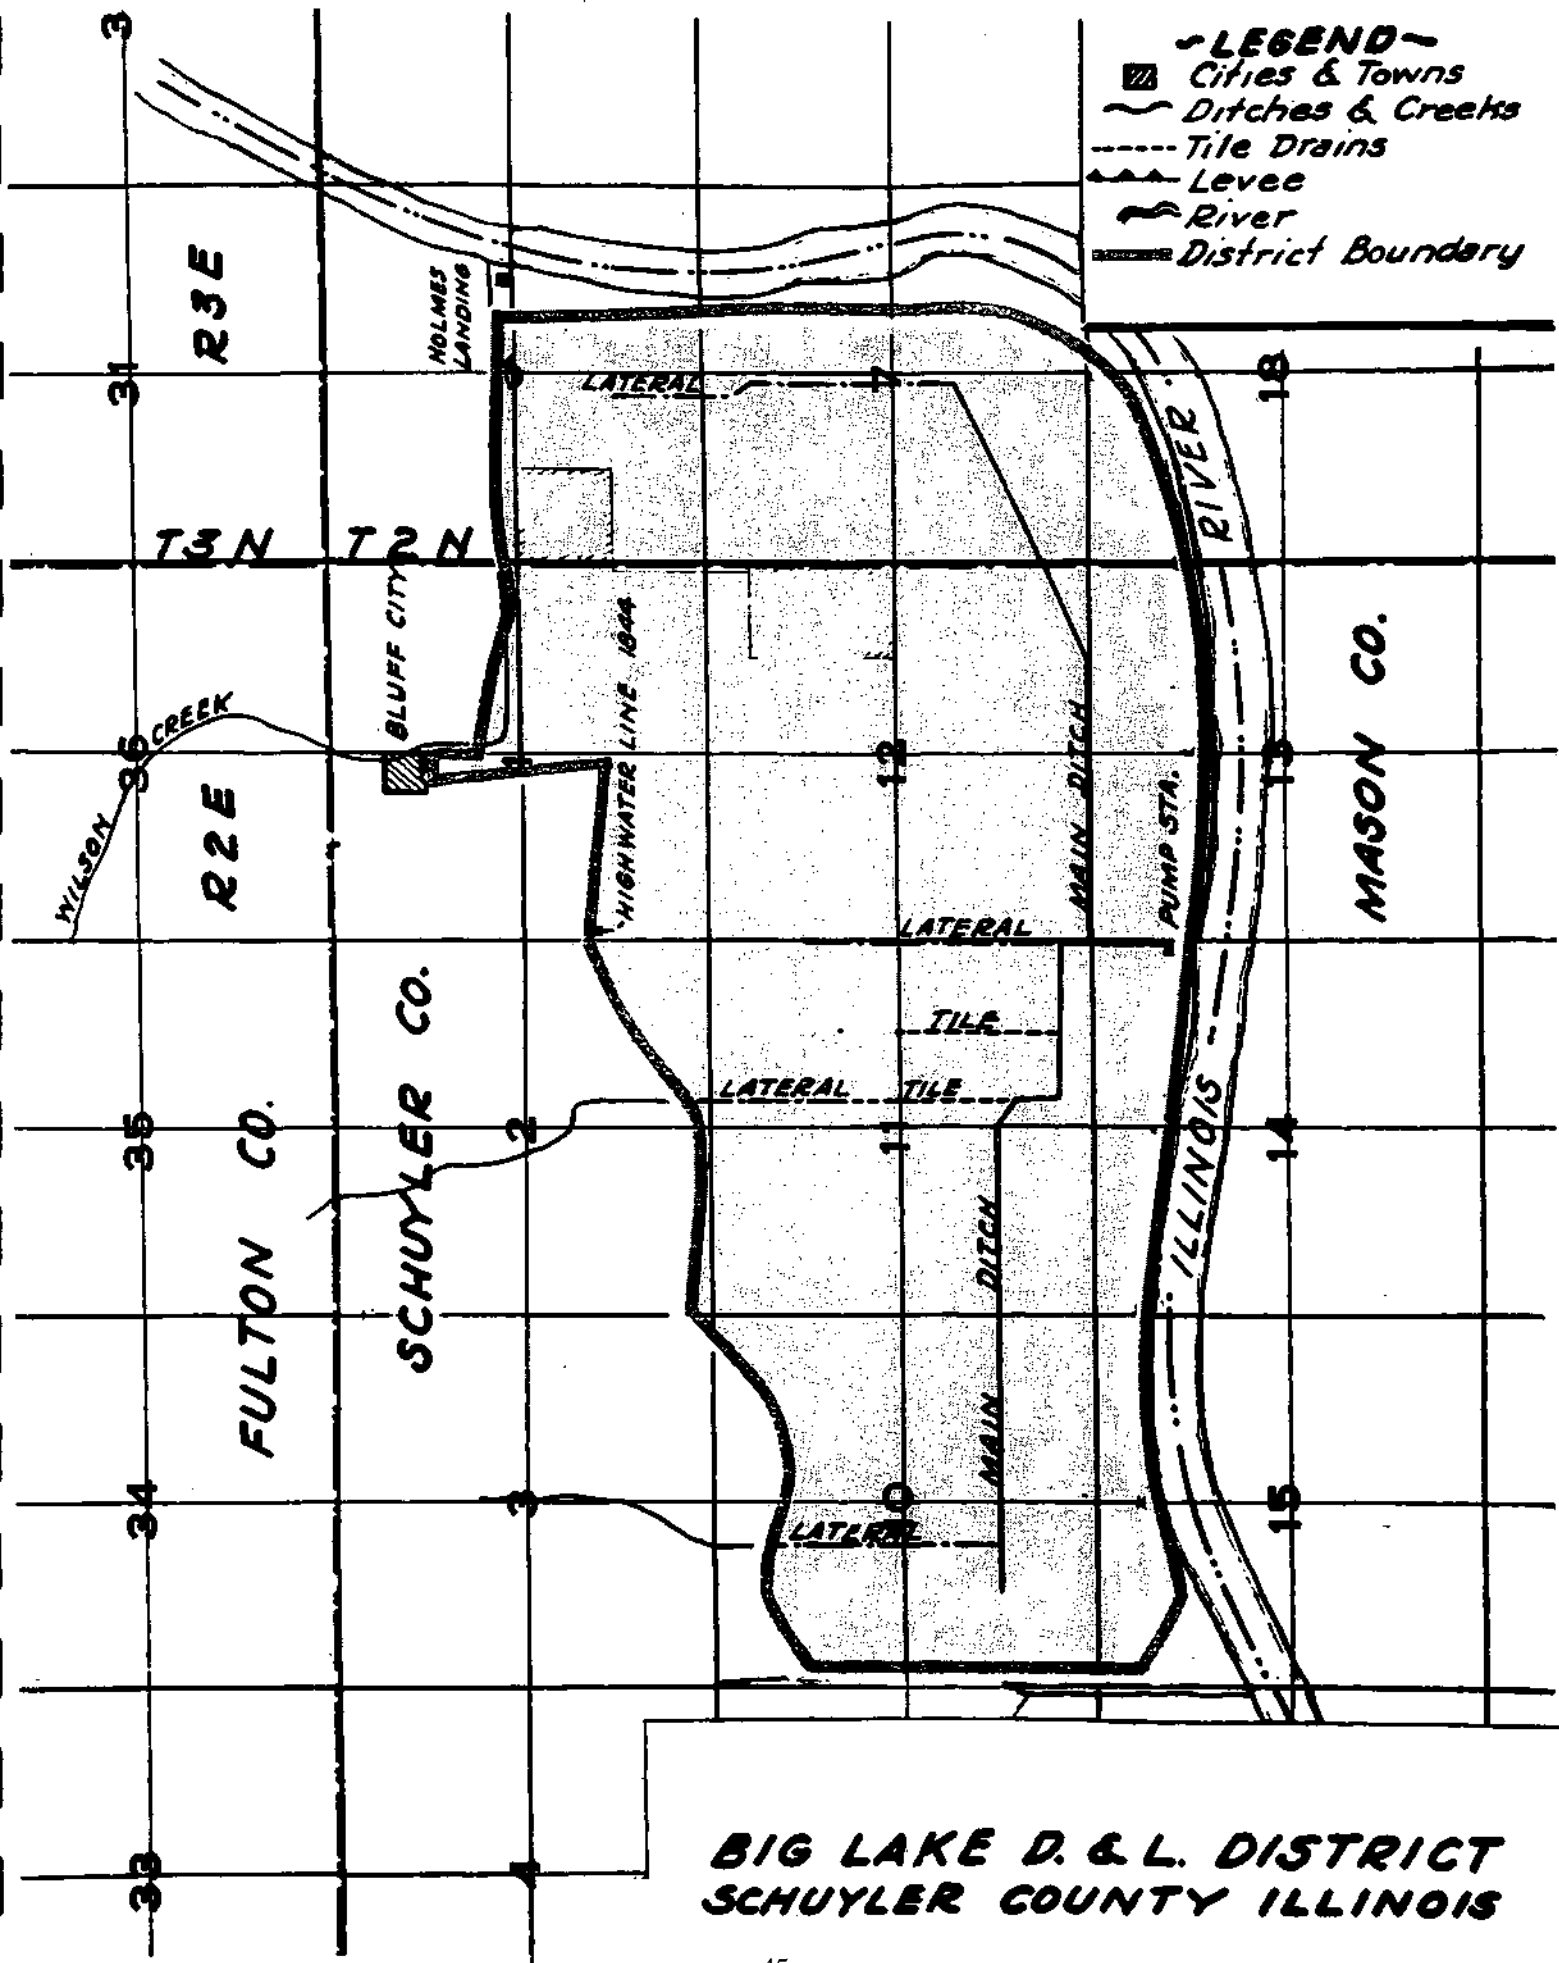 ~LEGEND~
Cities & Towns
Ditches & Creeks
Tile Drains
Levee
River
District Boundary
3
R3E
HOLMES
LANDING
31
LATERAL
7
18
RIVER
T3N
T2N
BLUFF CITY
HIGHWATER LINE 1844
MASON CO.
WILSON CREEK
36
1
12
13
MAIN DITCH
PUMP STA.
R2E
LATERAL
SCHUYLER CO.
TILE
LATERAL
TILE
35
2
11
14
ILLINOIS
FULTON CO.
MAIN DITCH
34
3
10
15
LATERAL
33
4
BIG LAKE D. & L. DISTRICT
SCHUYLER COUNTY ILLINOIS